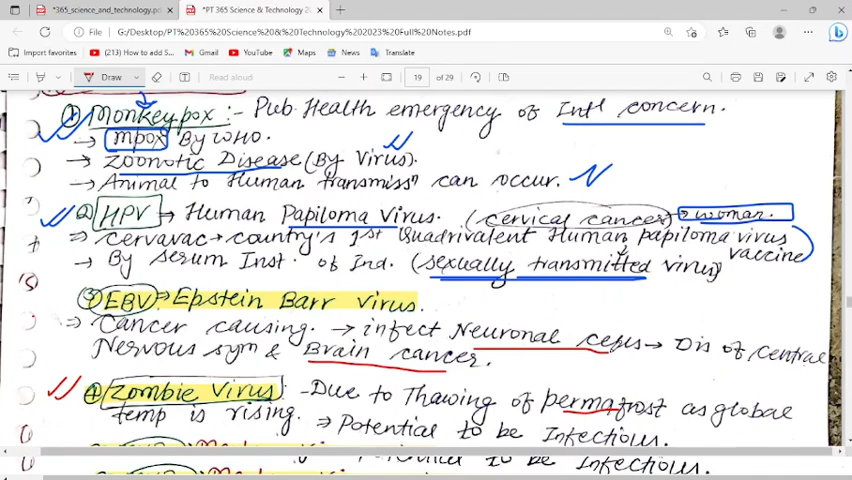 *365_science_and_technology.pd
*PT 365 Science & Technology 20
File
G:/Desktop/PT%20365%20Science%20&%20Technology%202023%20Full%20Notes.pdf
Import favorites
(213) How to add S...
Gmail
YouTube
Maps
News
Translate
Draw
Read aloud
19 of 29
① Monkeypox :- Pub. Health emergency of Intl concern.
→ mpox By WHO.
→ Zoonotic Disease (By Virus).
→ Animal to Human transmissn can occur.
② HPV → Human Papiloma Virus. (cervical cancer) → woman.
⇒ cervavac → country's 1st Quadrivalent Human papiloma virus vaccine
→ By serum Inst. of Ind. (sexually transmitted virus)
③ EBV → Epstein Barr Virus.
⇒ Cancer causing. → infect Neuronal cells → Dis of central
Nervous sym & Brain cancer.
④ Zombie Virus :- Due to Thawing of permafrost as global
temp is rising. ⇒ Potential to be Infectious.
to be Infectious.